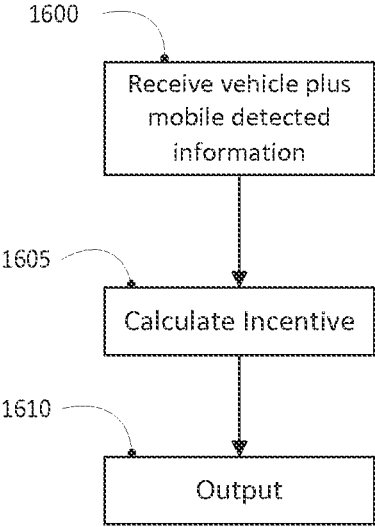 1600
Receive vehicle plus
mobile detected
information
1605
Calculate Incentive
1610
Output